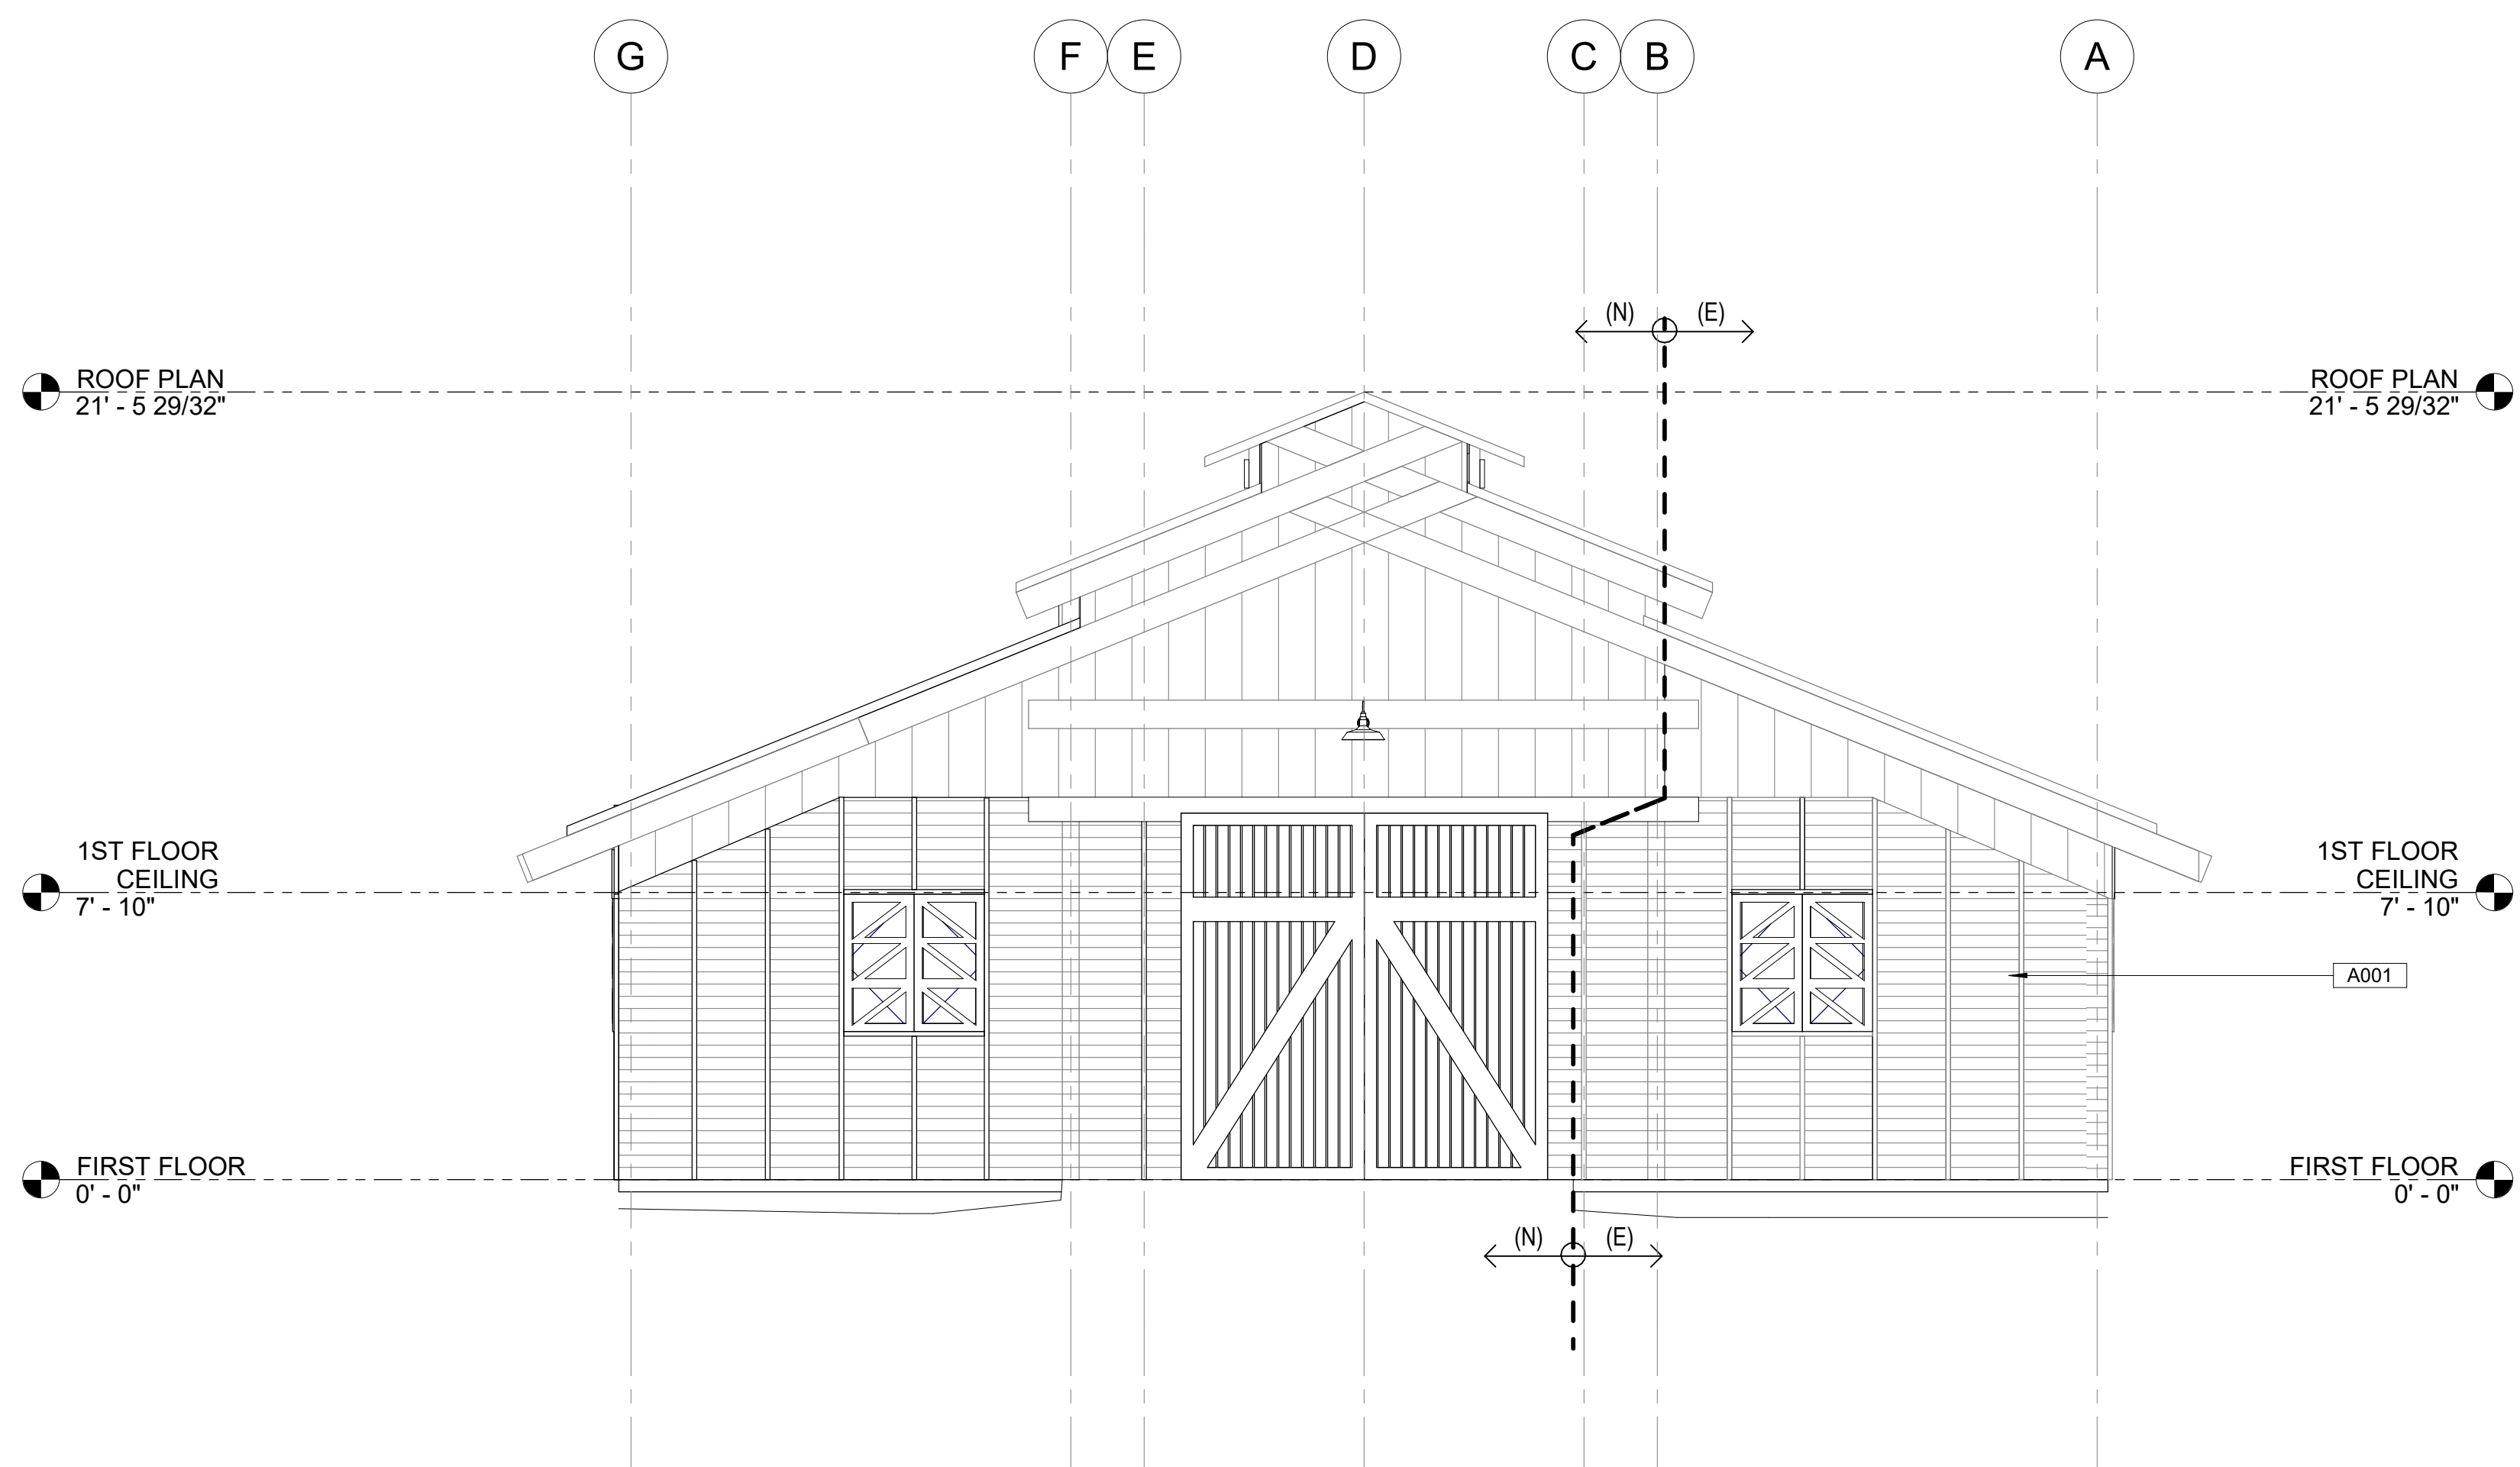 G F E D C B A
(N) (E)
ROOF PLAN
21' - 5 29/32"
ROOF PLAN
21' - 5 29/32"
1ST FLOOR
CEILING
7' - 10"
1ST FLOOR
CEILING
7' - 10"
A001
FIRST FLOOR
0' - 0"
FIRST FLOOR
0' - 0"
(N) (E)